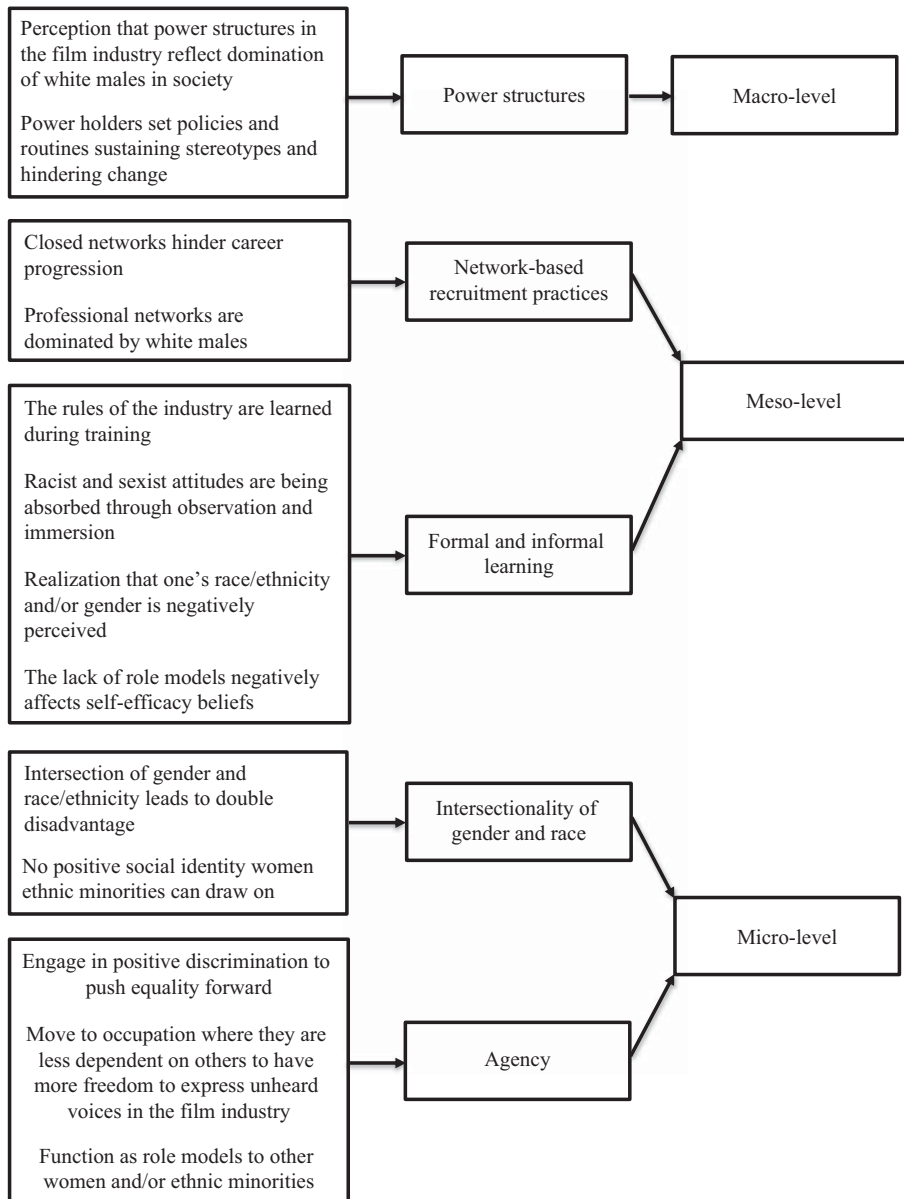 Perception that power structures in
the film industry reflect domination
of white males in society
Power holders set policies and
routines sustaining stereotypes and
hindering change
Power structures
Macro-level
Closed networks hinder career
progression
Professional networks are
dominated by white males
Network-based
recruitment practices
Meso-level
The rules of the industry are learned
during training
Racist and sexist attitudes are being
absorbed through observation and
immersion
Realization that one’s race/ethnicity
and/or gender is negatively
perceived
The lack of role models negatively
affects self-efficacy beliefs
Formal and informal
learning
Intersection of gender and
race/ethnicity leads to double
disadvantage
No positive social identity women
ethnic minorities can draw on
Intersectionality of
gender and race
Micro-level
Engage in positive discrimination to
push equality forward
Move to occupation where they are
less dependent on others to have
more freedom to express unheard
voices in the film industry
Function as role models to other
women and/or ethnic minorities
Agency